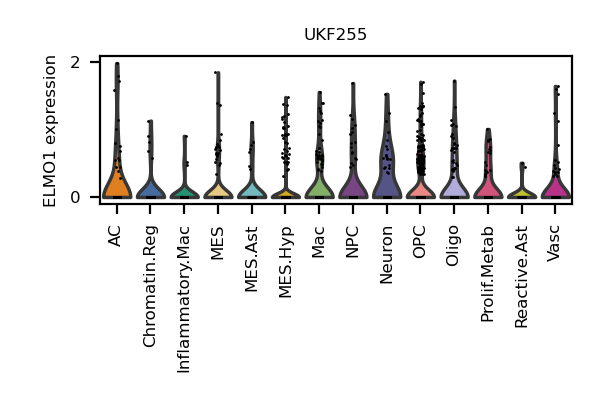 UKF255
ELMO1 expression
2
0
AC
Chromatin.Reg
Inflammatory.Mac
MES
MES.Ast
MES.Hyp
Mac
NPC
Neuron
OPC
Oligo
Prolif.Metab
Reactive.Ast
Vasc